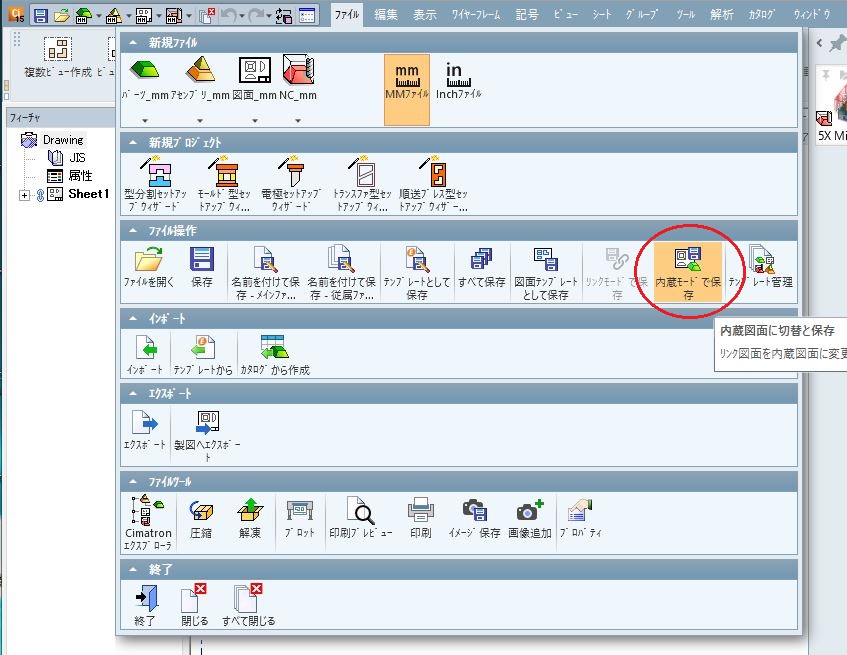 ファイル 編集 表示 ワイヤーフレーム 記号 ビュー シート グループ ツール 解析 カタログ ウィンドウ
複数ビュー作成
フィーチャ
Drawing
JIS
属性
Sheet1
新規ファイル
パーツ_mm アセンブリ_mm 図面_mm NC_mm
mm
MMファイル
in
Inchファイル
新規プロジェクト
型分割セットアップウィザード
モールド型セットアップウィ...
電極セットアップウィザード
トランスファ型セットアップウィ...
順送プレス型セットアップウィザー...
ファイル操作
ファイルを開く
保存
名前を付けて保存 - メインファ...
名前を付けて保存 - 従属ファ...
テンプレートとして保存
すべて保存
図面テンプレートとして保存
リンクモードで保存
内蔵モードで保存
テンプレート管理
内蔵図面に切替と保存
リンク図面を内蔵図面に変更
インポート
インポート
テンプレートから
カタログから作成
エクスポート
エクスポート
製図へエクスポート
ファイルツール
Cimatron
エクスプローラ
圧縮
解凍
プロット
印刷プレビュー
印刷
イメージ保存
画像追加
プロパティ
終了
終了
閉じる
すべて閉じる
5X Mi